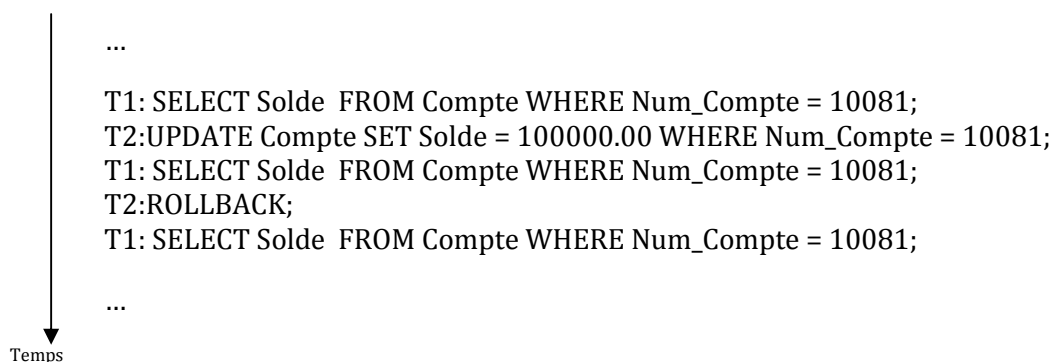 ...
T1: SELECT Solde  FROM Compte WHERE Num_Compte = 10081;
T2:UPDATE Compte SET Solde = 100000.00 WHERE Num_Compte = 10081;
T1: SELECT Solde  FROM Compte WHERE Num_Compte = 10081;
T2:ROLLBACK;
T1: SELECT Solde  FROM Compte WHERE Num_Compte = 10081;
...
Temps